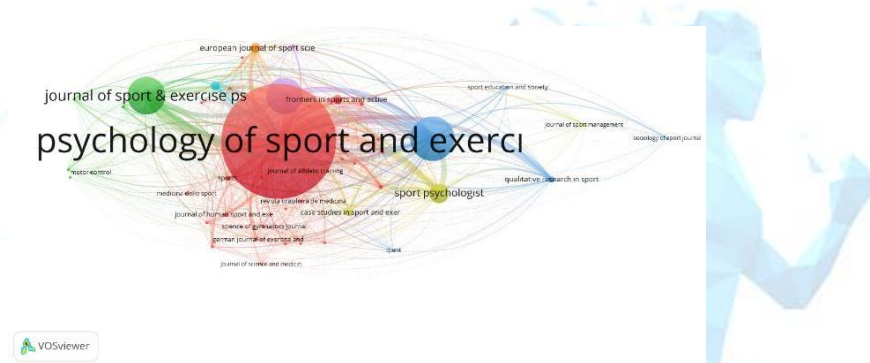 european journal of sport scie
sport education and society
journal of sport & exercise ps
frontiers in sports and active
journal of sport management
psychology of sport and exerci
sociology of sport journal
motor control
journal of athletic training
sports
qualitative research in sport
medicina dello sport
sport psychologist
revista brasileira de medicina
journal of human sport and exe
case studies in sport and exer
science of gymnastics journal
german journal of exercise and
journal of science and medicin
VOSviewer